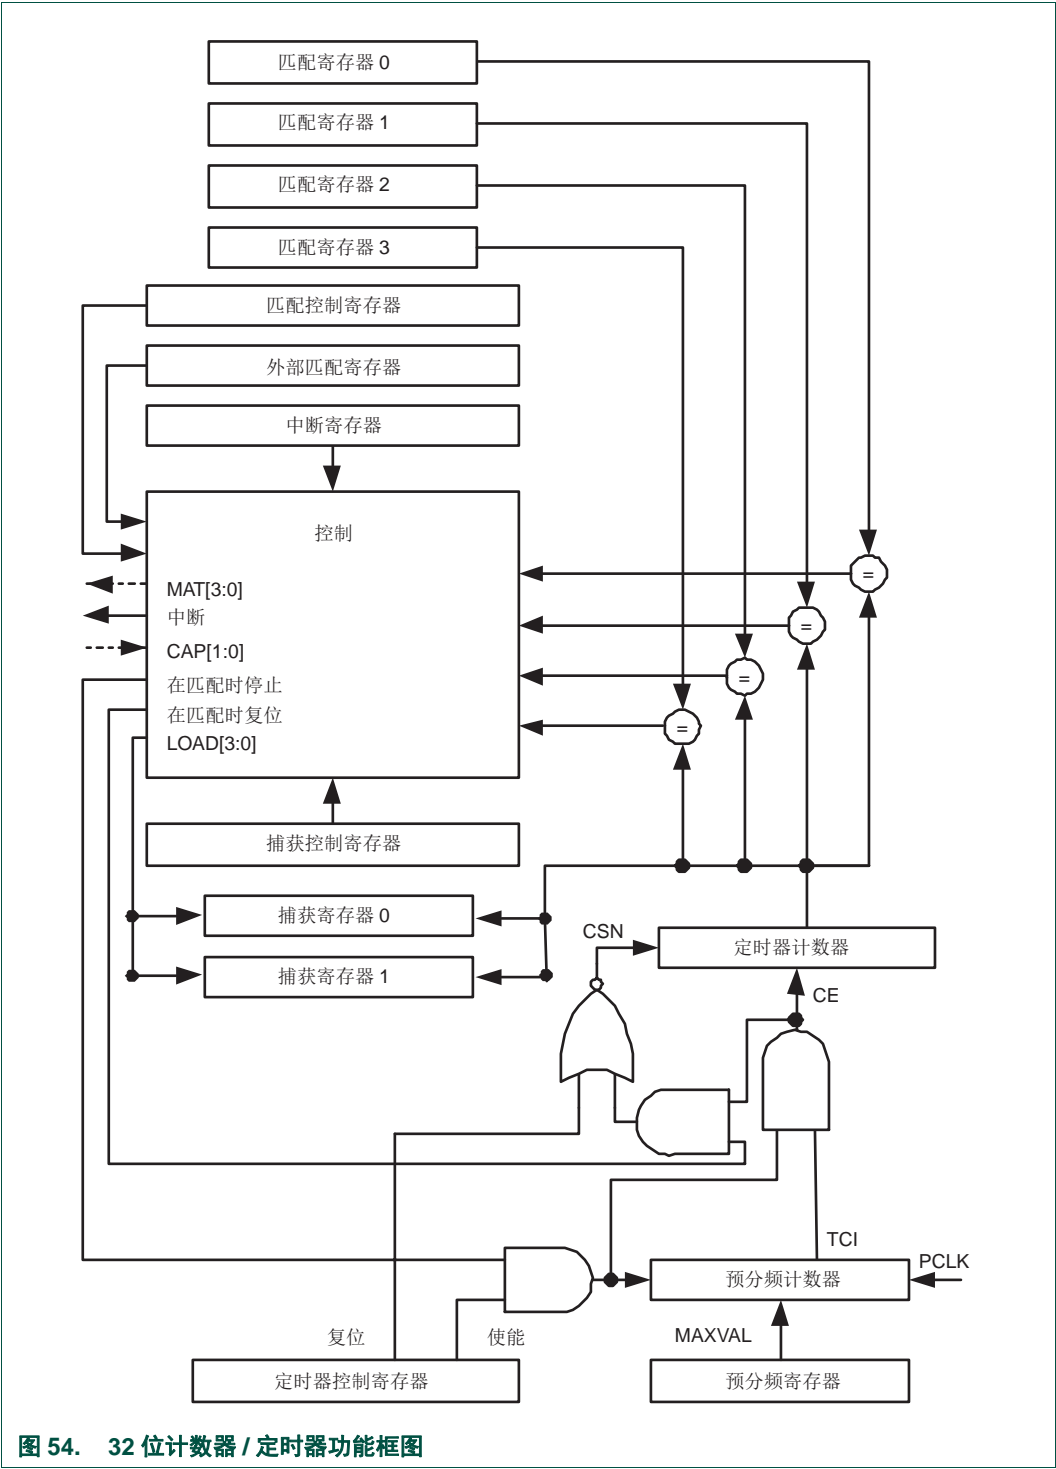 匹配寄存器 0
匹配寄存器 1
匹配寄存器 2
匹配寄存器 3
匹配控制寄存器
外部匹配寄存器
中断寄存器
控制
=
MAT[3:0]
中断
=
CAP[1:0]
=
在匹配时停止
在匹配时复位
=
LOAD[3:0]
捕获控制寄存器
捕获寄存器 0
CSN
定时器计数器
捕获寄存器 1
CE
TCI
PCLK
预分频计数器
复位
使能
MAXVAL
定时器控制寄存器
预分频寄存器
图 54. 32 位计数器 / 定时器功能框图